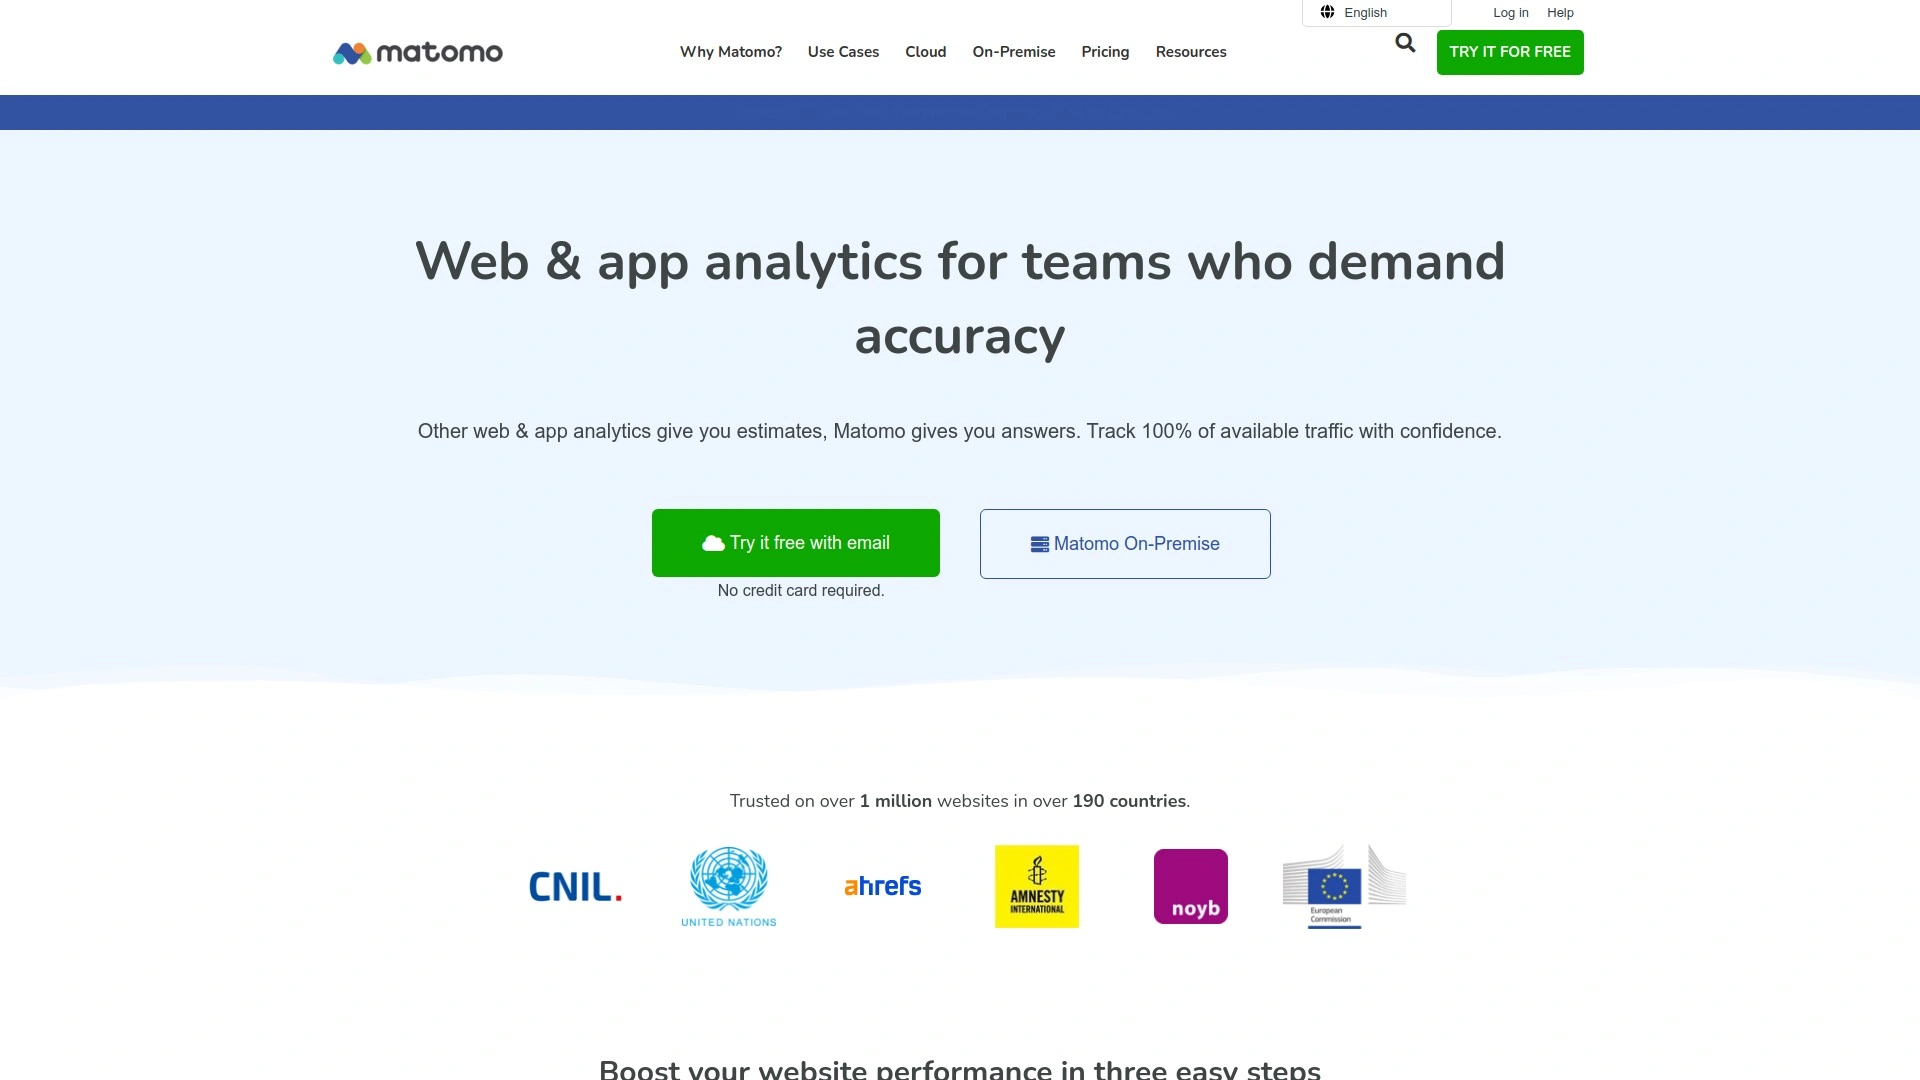 English
Log in
Help
matomo
Why Matomo?
Use Cases
Cloud
On-Premise
Pricing
Resources
TRY IT FOR FREE
Web & app analytics for teams who demand
accuracy
Other web & app analytics give you estimates, Matomo gives you answers. Track 100% of available traffic with confidence.
Try it free with email
Matomo On-Premise
No credit card required.
Trusted on over 1 million websites in over 190 countries.
CNIL.
UNITED NATIONS
ahrefs
AMNESTY
INTERNATIONAL
noyb
European
Commission
Boost your website performance in three easy steps